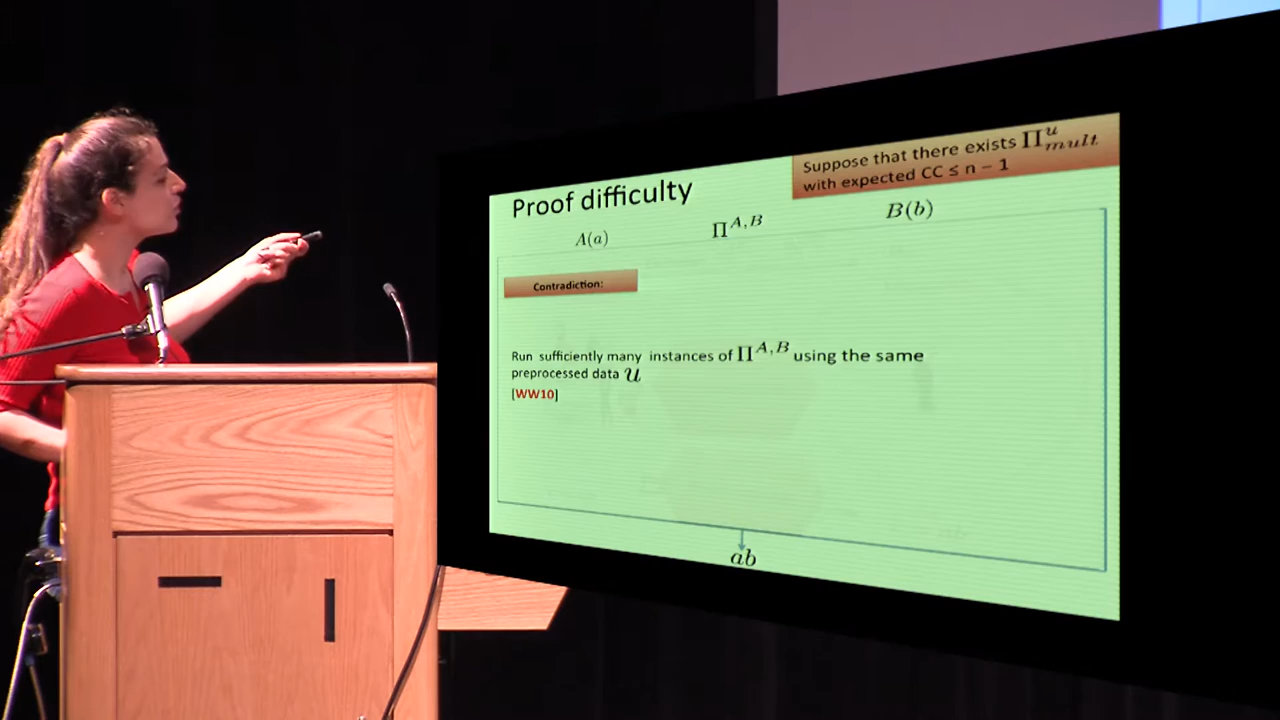 Suppose that there exists Π^u_mult
with expected CC ≤ n − 1
Proof difficulty
A(a) Π^{A,B} B(b)
Contradiction:
Run sufficiently many instances of Π^{A,B} using the same
preprocessed data u
[WW10]
ab